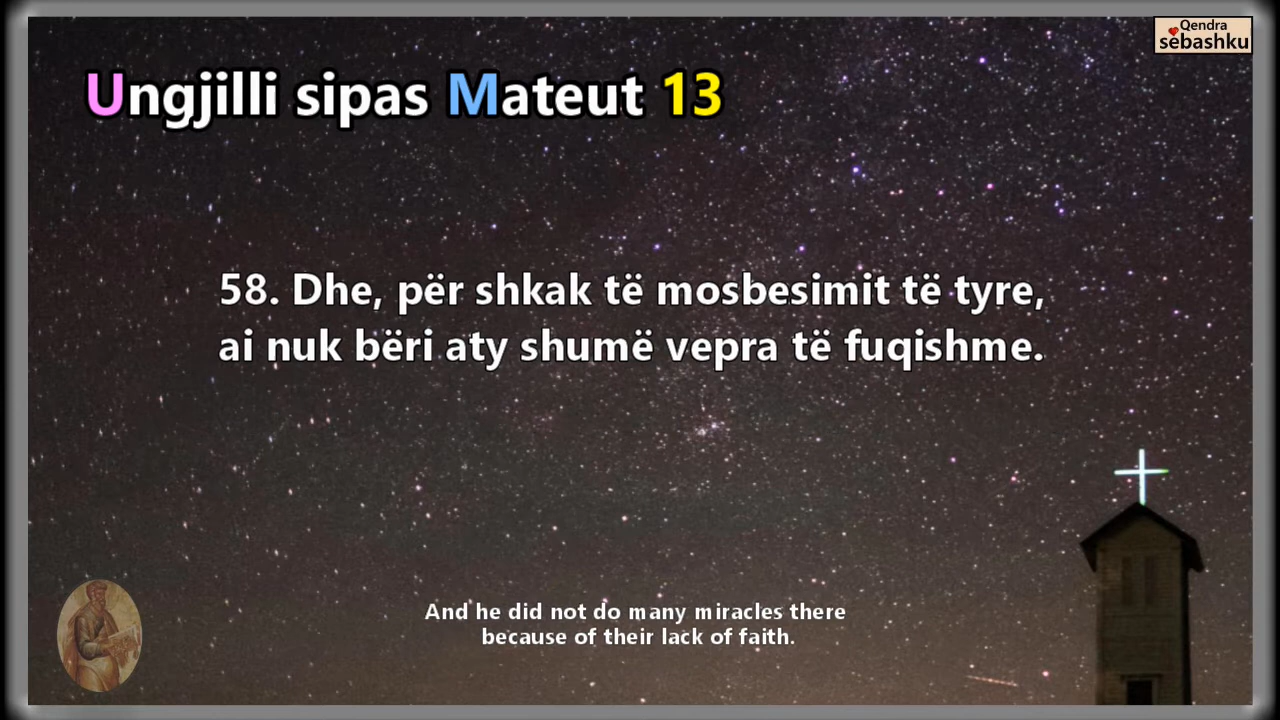 Qendra
sebashku
Ungjilli sipas Mateut 13
58. Dhe, për shkak të mosbesimit të tyre,
ai nuk bëri aty shumë vepra të fuqishme.
And he did not do many miracles there
because of their lack of faith.